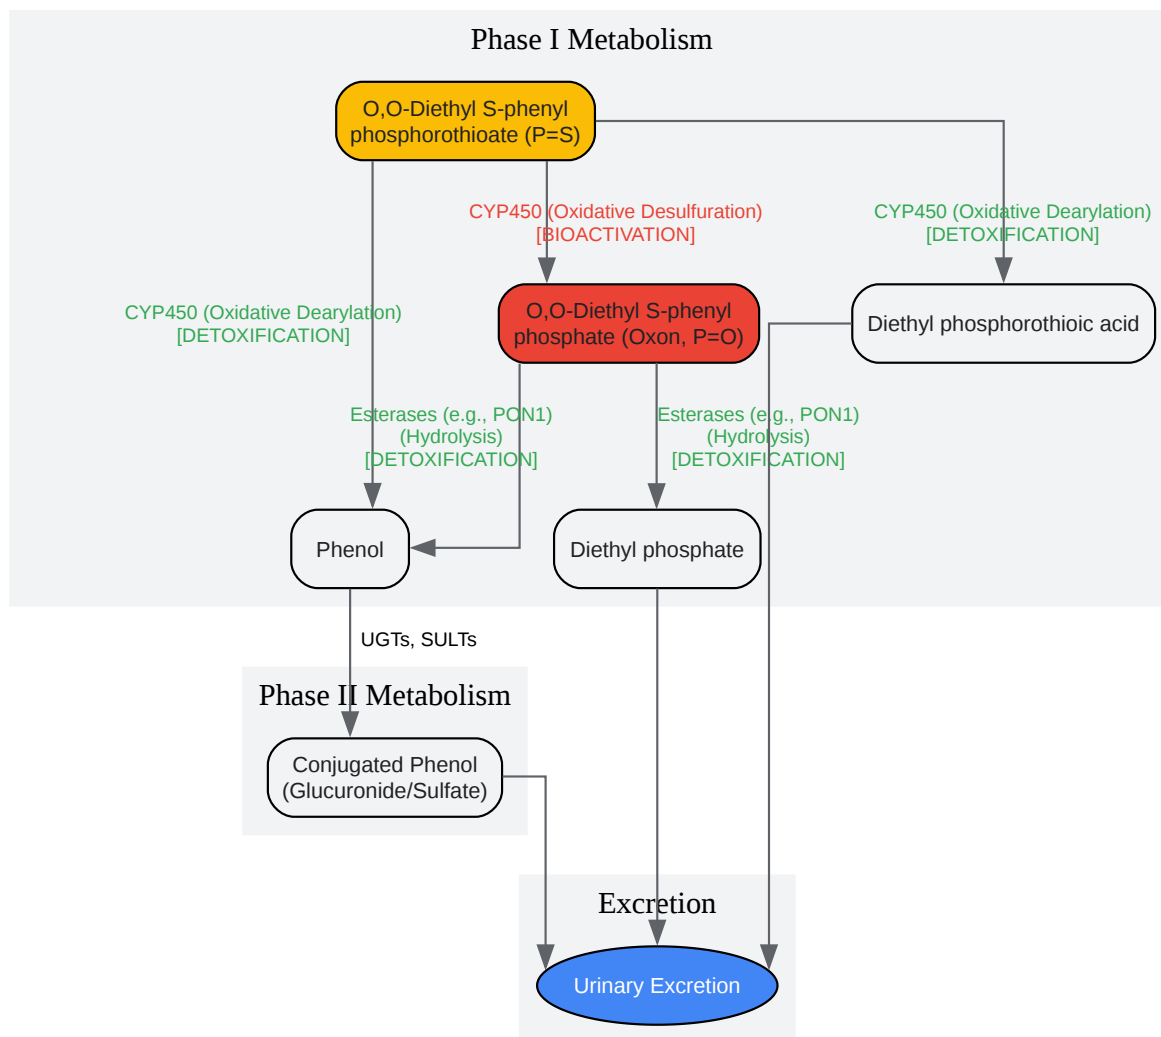 Phase I Metabolism
O,O-Diethyl S-phenyl
phosphorothioate (P=S)
CYP450 (Oxidative Desulfuration)
[BIOACTIVATION]
CYP450 (Oxidative Dearylation)
[DETOXIFICATION]
CYP450 (Oxidative Dearylation)
[DETOXIFICATION]
O,O-Diethyl S-phenyl
phosphate (Oxon, P=O)
Diethyl phosphorothioic acid
Esterases (e.g., PON1)
(Hydrolysis)
[DETOXIFICATION]
Esterases (e.g., PON1)
(Hydrolysis)
[DETOXIFICATION]
Phenol
Diethyl phosphate
UGTs, SULTs
Phase II Metabolism
Conjugated Phenol
(Glucuronide/Sulfate)
Excretion
Urinary Excretion